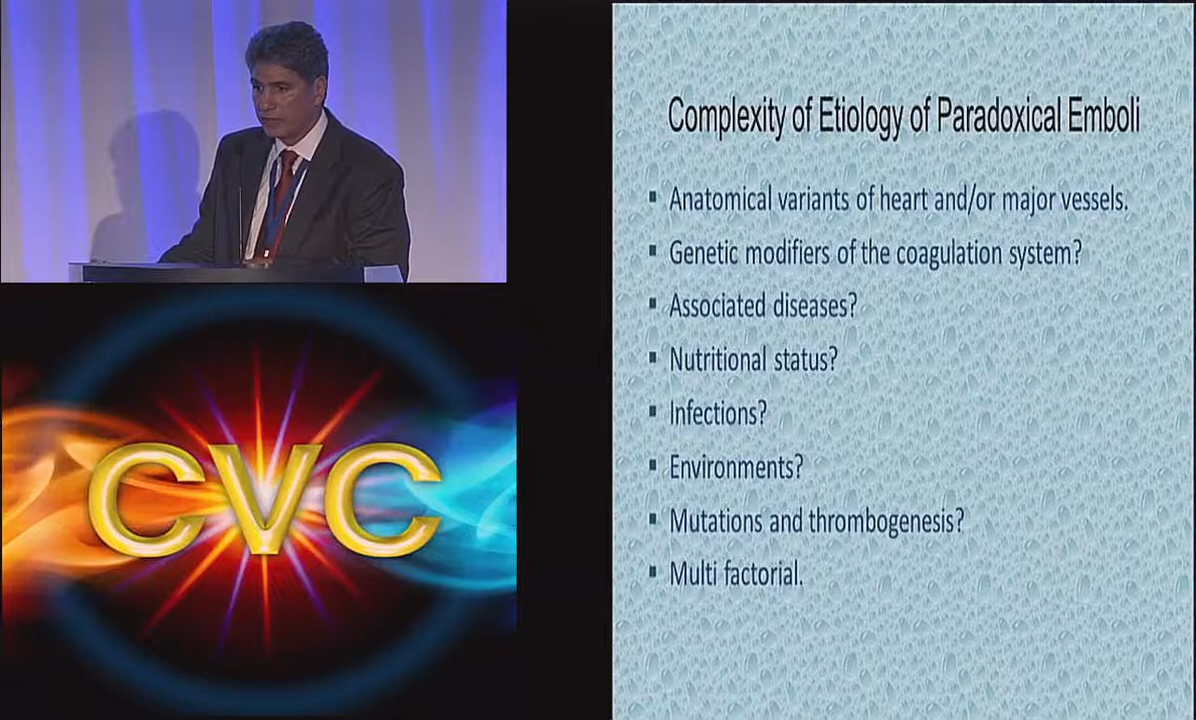 Complexity of Etiology of Paradoxical Emboli
Anatomical variants of heart and/or major vessels.
Genetic modifiers of the coagulation system?
Associated diseases?
Nutritional status?
Infections?
Environments?
Mutations and thrombogenesis?
Multi factorial.
CVC